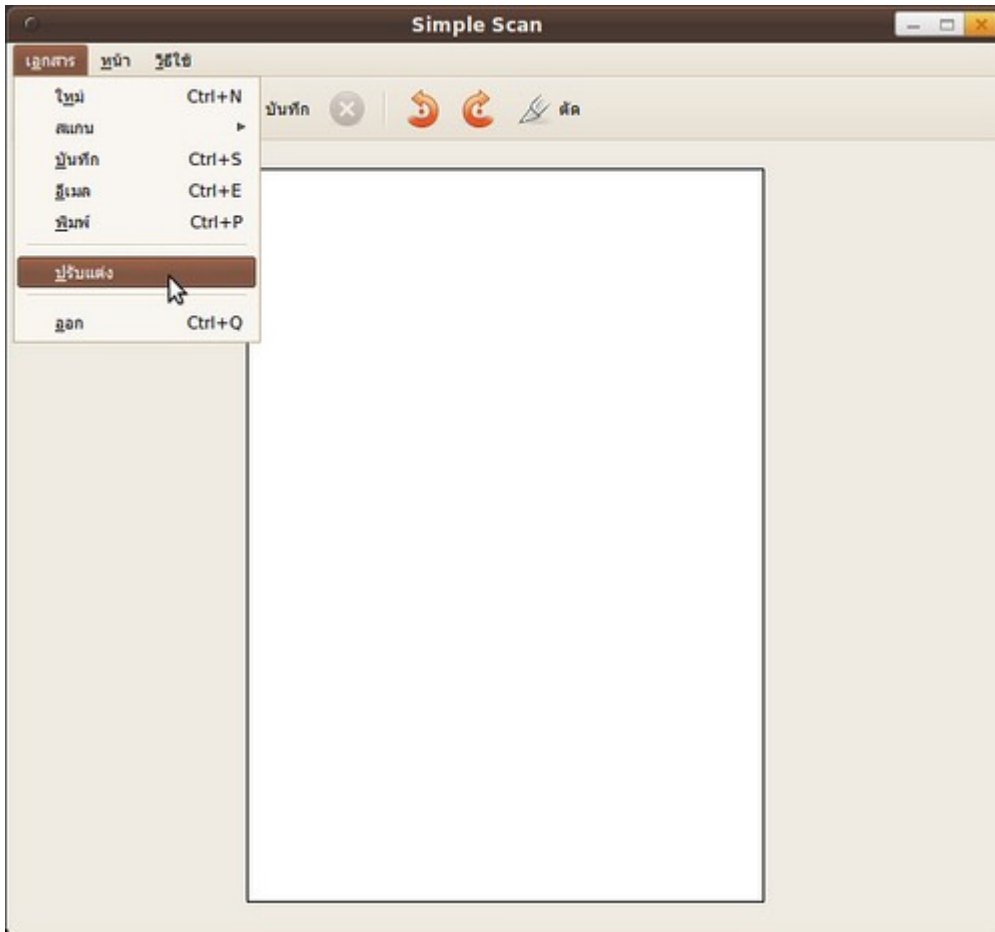 Simple Scan
เอกสาร หน้า วิธีใช้
ใหม่ Ctrl+N
สแกน
บันทึก Ctrl+S
อีเมล Ctrl+E
พิมพ์ Ctrl+P
ปรับแต่ง
ออก Ctrl+Q
บันทึก ตัด